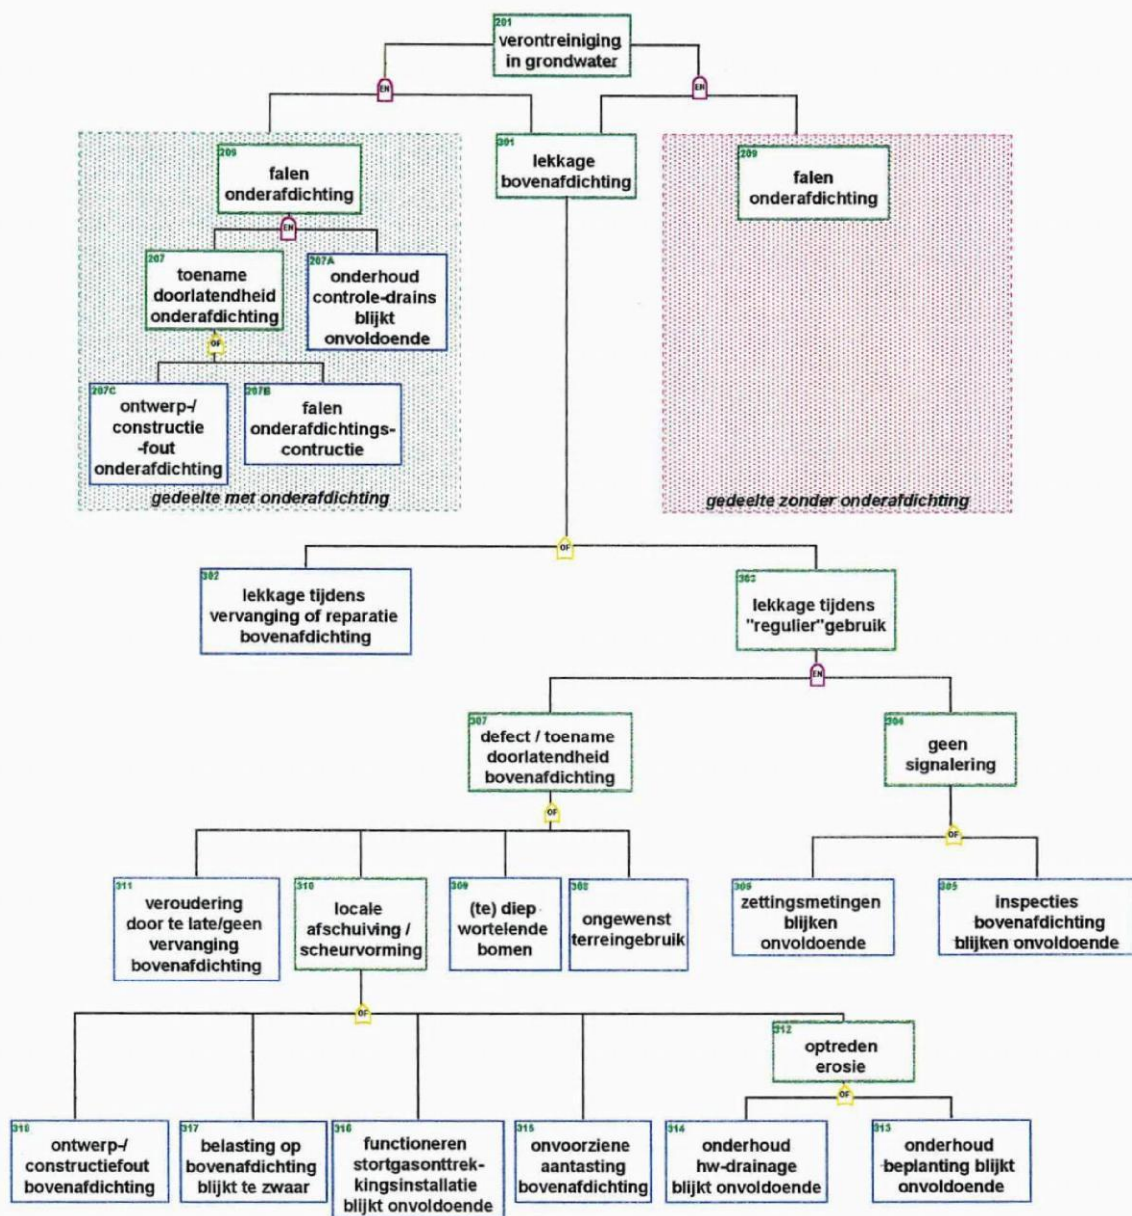 201
verontreiniging
in grondwater
EN
EN
206
falen
onderafdichting
301
lekkage
bovenafdichting
209
falen
onderafdichting
EN
207
toename
doorlatendheid
onderafdichting
207A
onderhoud
controle-drains
blijkt
onvoldoende
OF
207C
ontwerp-/
constructie
-fout
onderafdichting
207B
falen
onderafdichtings-
contructie
gedeelte met onderafdichting
gedeelte zonder onderafdichting
OF
302
lekkage tijdens
vervanging of reparatie
bovenafdichting
303
lekkage tijdens
"regulier"gebruik
EN
307
defect / toename
doorlatendheid
bovenafdichting
304
geen
signalering
OF
OF
311
veroudering
door te late/geen
vervanging
bovenafdichting
310
locale
afschuiving /
scheurvorming
309
(te) diep
wortelende
bomen
308
ongewenst
terreingebruik
306
zettingsmetingen
blijken
onvoldoende
305
inspecties
bovenafdichting
blijken onvoldoende
OF
312
optreden
erosie
OF
318
ontwerp-/
constructiefout
bovenafdichting
317
belasting op
bovenafdichting
blijkt te zwaar
316
functioneren
stortgasonttrek-
kingsinstallatie
blijkt onvoldoende
315
onvoorziene
aantasting
bovenafdichting
314
onderhoud
hw-drainage
blijkt onvoldoende
313
onderhoud
beplanting blijkt
onvoldoende